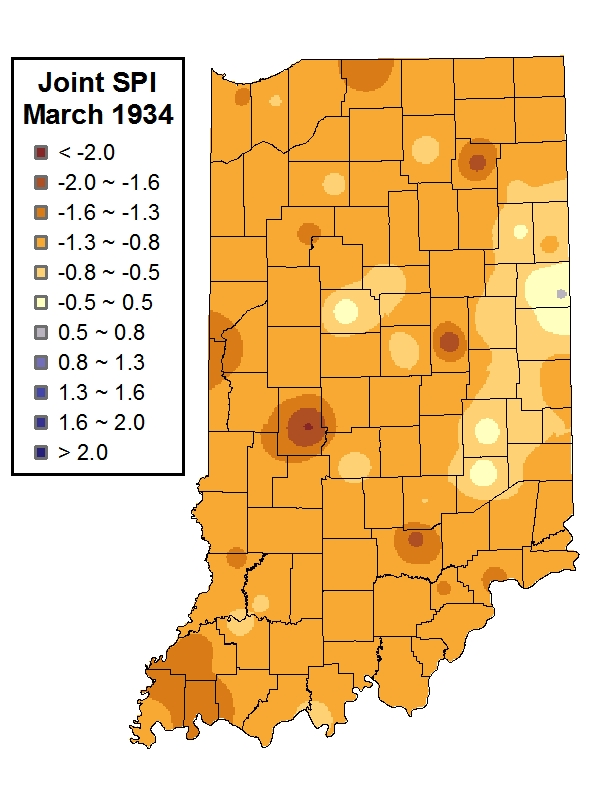 Joint SPI
March 1934
< -2.0
-2.0 ~ -1.6
-1.6 ~ -1.3
-1.3 ~ -0.8
-0.8 ~ -0.5
-0.5 ~ 0.5
0.5 ~ 0.8
0.8 ~ 1.3
1.3 ~ 1.6
1.6 ~ 2.0
> 2.0